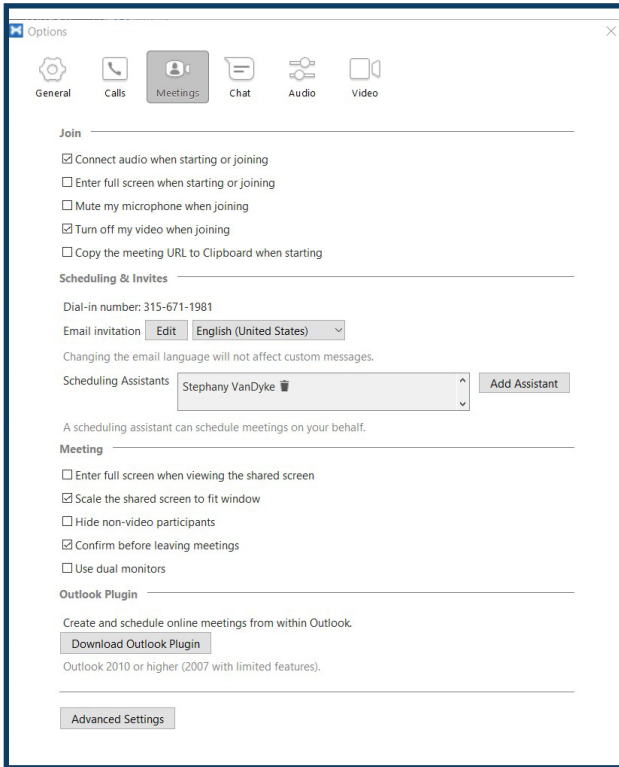 Options
General Calls Meetings Chat Audio Video
Join
Connect audio when starting or joining
Enter full screen when starting or joining
Mute my microphone when joining
Turn off my video when joining
Copy the meeting URL to Clipboard when starting
Scheduling & Invites
Dial-in number: 315-671-1981
Email invitation Edit English (United States)
Changing the email language will not affect custom messages.
Scheduling Assistants Stephany VanDyke Add Assistant
A scheduling assistant can schedule meetings on your behalf.
Meeting
Enter full screen when viewing the shared screen
Scale the shared screen to fit window
Hide non-video participants
Confirm before leaving meetings
Use dual monitors
Outlook Plugin
Create and schedule online meetings from within Outlook.
Download Outlook Plugin
Outlook 2010 or higher (2007 with limited features).
Advanced Settings